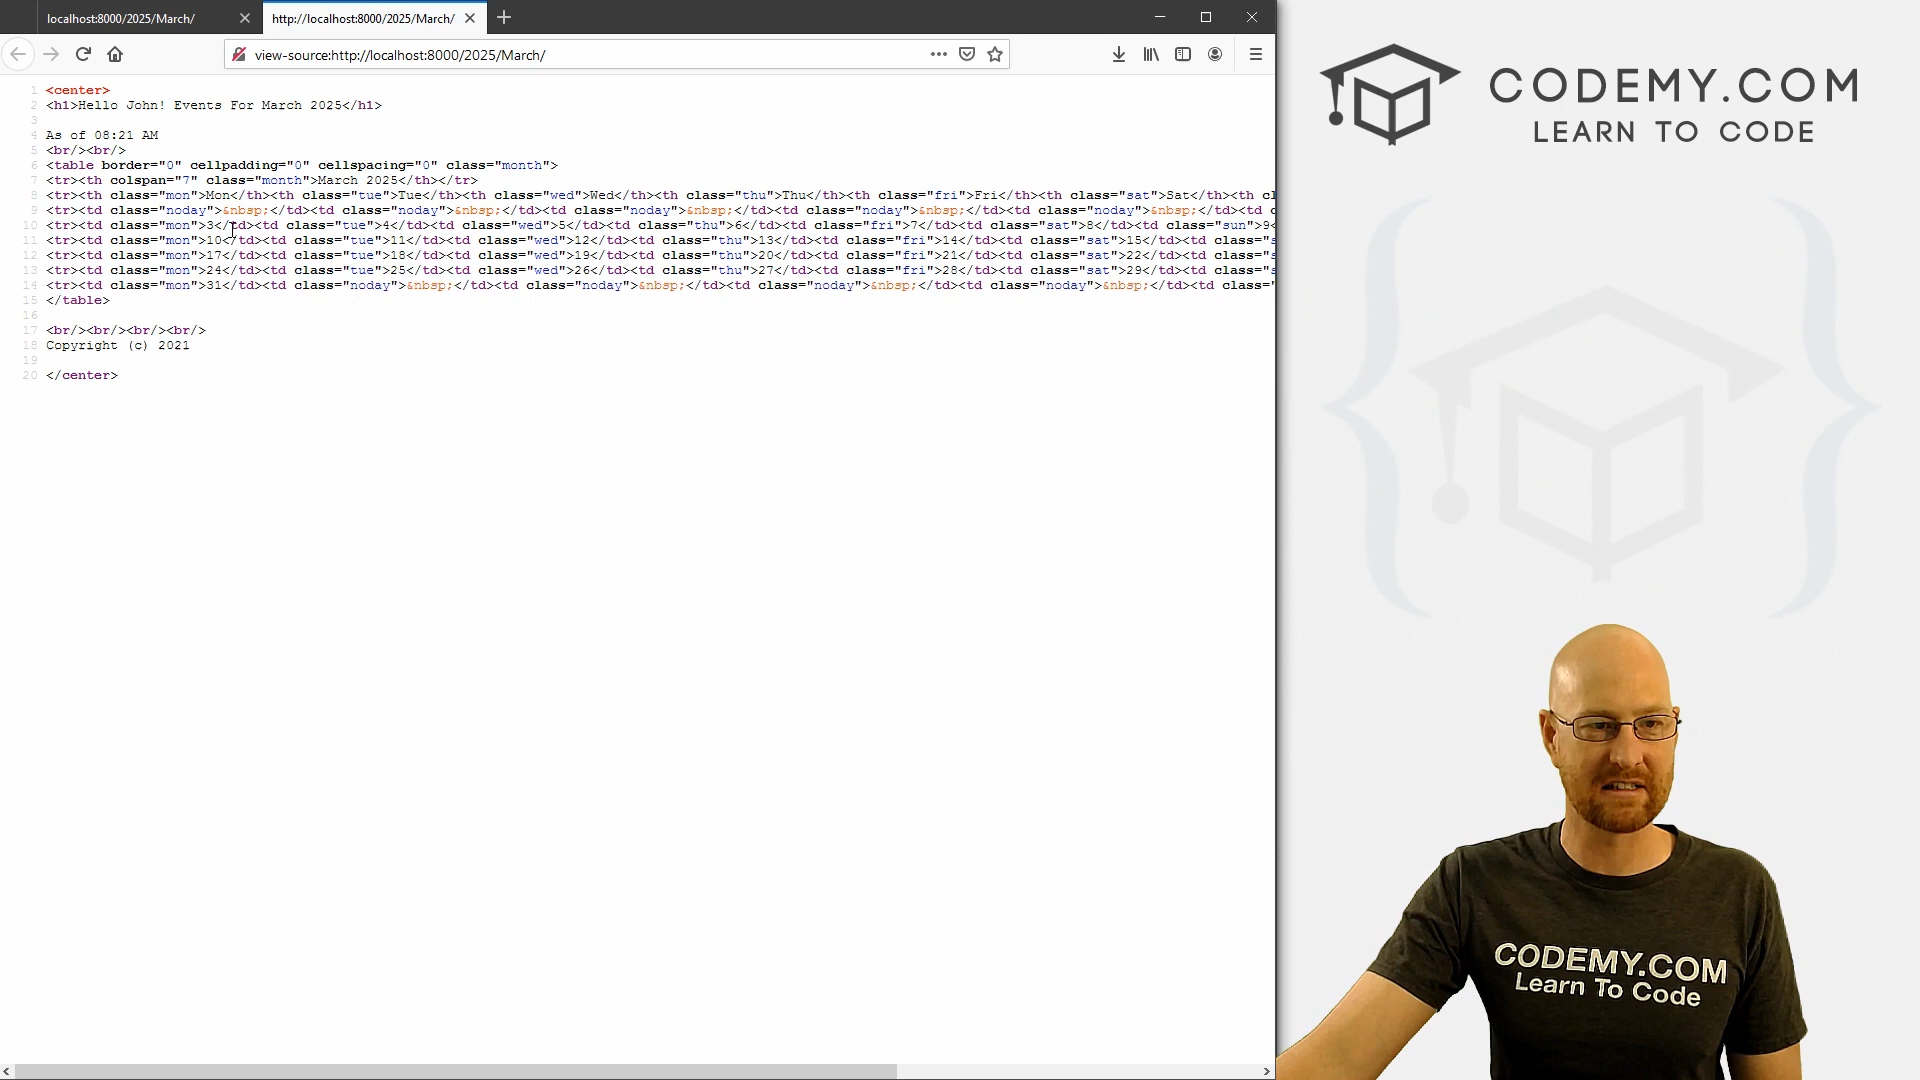 localhost:8000/2025/March/
http://localhost:8000/2025/March/
view-source:http://localhost:8000/2025/March/
1 <center>
2 <h1>Hello John! Events For March 2025</h1>
3
4 As of 08:21 AM
5 <br/><br/>
6 <table border="0" cellpadding="0" cellspacing="0" class="month">
7 <tr><th colspan="7" class="month">March 2025</th></tr>
8 <tr><th class="mon">Mon</th><th class="tue">Tue</th><th class="wed">Wed</th><th class="thu">Thu</th><th class="fri">Fri</th><th class="sat">Sat</th><th cl
9 <tr><td class="noday">&nbsp;</td><td class="noday">&nbsp;</td><td class="noday">&nbsp;</td><td class="noday">&nbsp;</td><td class="noday">&nbsp;</td><td c
10 <tr><td class="mon">3</td><td class="tue">4</td><td class="wed">5</td><td class="thu">6</td><td class="fri">7</td><td class="sat">8</td><td class="sun">9<
11 <tr><td class="mon">10</td><td class="tue">11</td><td class="wed">12</td><td class="thu">13</td><td class="fri">14</td><td class="sat">15</td><td class="s
12 <tr><td class="mon">17</td><td class="tue">18</td><td class="wed">19</td><td class="thu">20</td><td class="fri">21</td><td class="sat">22</td><td class="s
13 <tr><td class="mon">24</td><td class="tue">25</td><td class="wed">26</td><td class="thu">27</td><td class="fri">28</td><td class="sat">29</td><td class="s
14 <tr><td class="mon">31</td><td class="noday">&nbsp;</td><td class="noday">&nbsp;</td><td class="noday">&nbsp;</td><td class="noday">&nbsp;</td><td class="
15 </table>
16
17 <br/><br/><br/><br/>
18 Copyright (c) 2021
19
20 </center>
CODEMY.COM
LEARN TO CODE
CODEMY.COM
Learn To Code